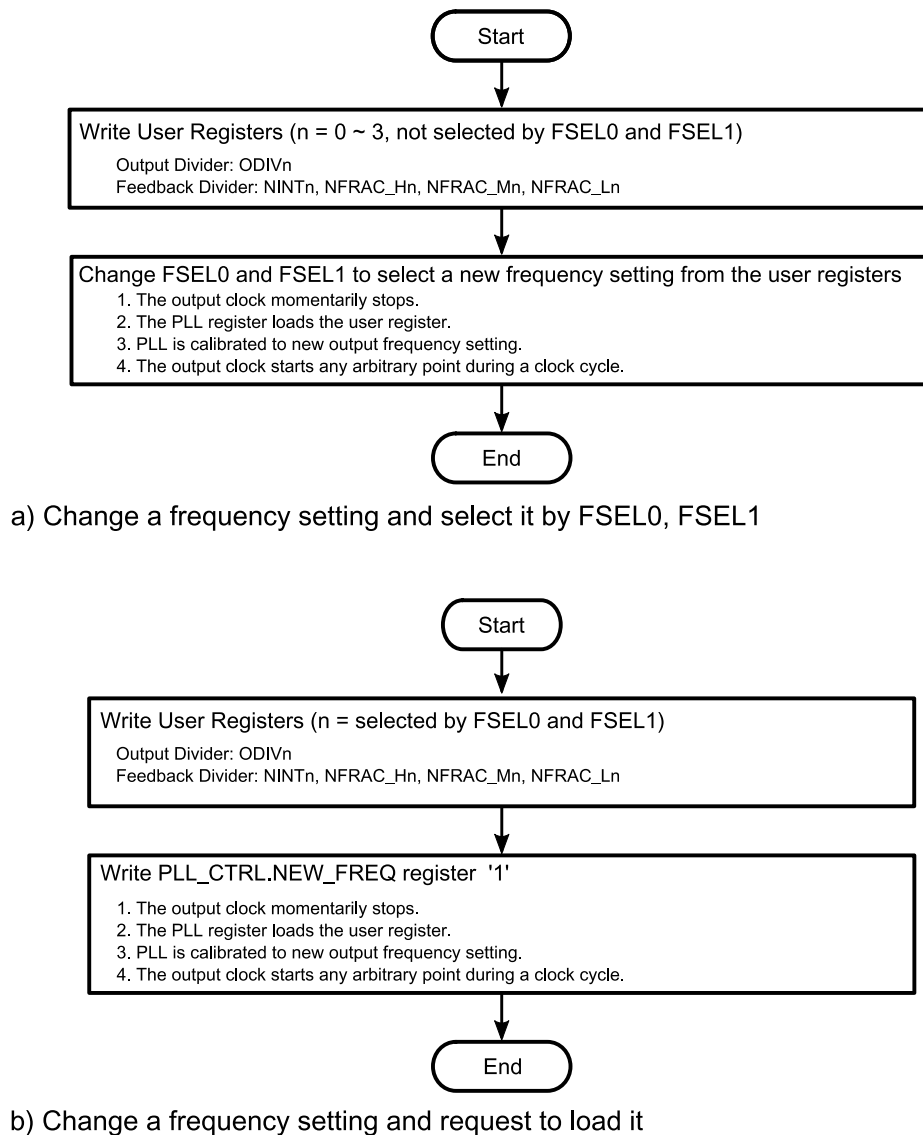 Start
Write User Registers (n = 0 ~ 3, not selected by FSEL0 and FSEL1)
Output Divider: ODIVn
Feedback Divider: NINTn, NFRAC_Hn, NFRAC_Mn, NFRAC_Ln
Change FSEL0 and FSEL1 to select a new frequency setting from the user registers
1. The output clock momentarily stops.
2. The PLL register loads the user register.
3. PLL is calibrated to new output frequency setting.
4. The output clock starts any arbitrary point during a clock cycle.
End
a) Change a frequency setting and select it by FSEL0, FSEL1
Start
Write User Registers (n = selected by FSEL0 and FSEL1)
Output Divider: ODIVn
Feedback Divider: NINTn, NFRAC_Hn, NFRAC_Mn, NFRAC_Ln
Write PLL_CTRL.NEW_FREQ register '1'
1. The output clock momentarily stops.
2. The PLL register loads the user register.
3. PLL is calibrated to new output frequency setting.
4. The output clock starts any arbitrary point during a clock cycle.
End
b) Change a frequency setting and request to load it